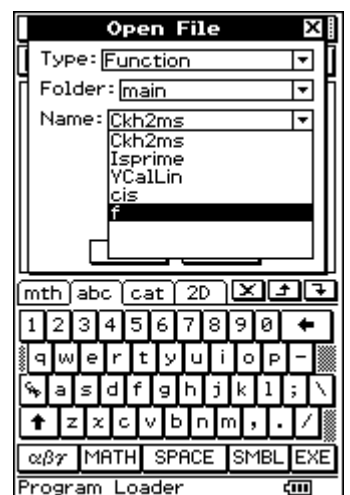 Open File X
Type: Function
Folder: main
Name: Ckh2ms
Ckh2ms
Isprime
YCalLin
cis
f
mth abc cat 2D
1 2 3 4 5 6 7 8 9 0
q w e r t y u i o p -
a s d f g h j k l ; \
z x c v b n m , . /
αβγ MATH SPACE SMBL EXE
Program Loader